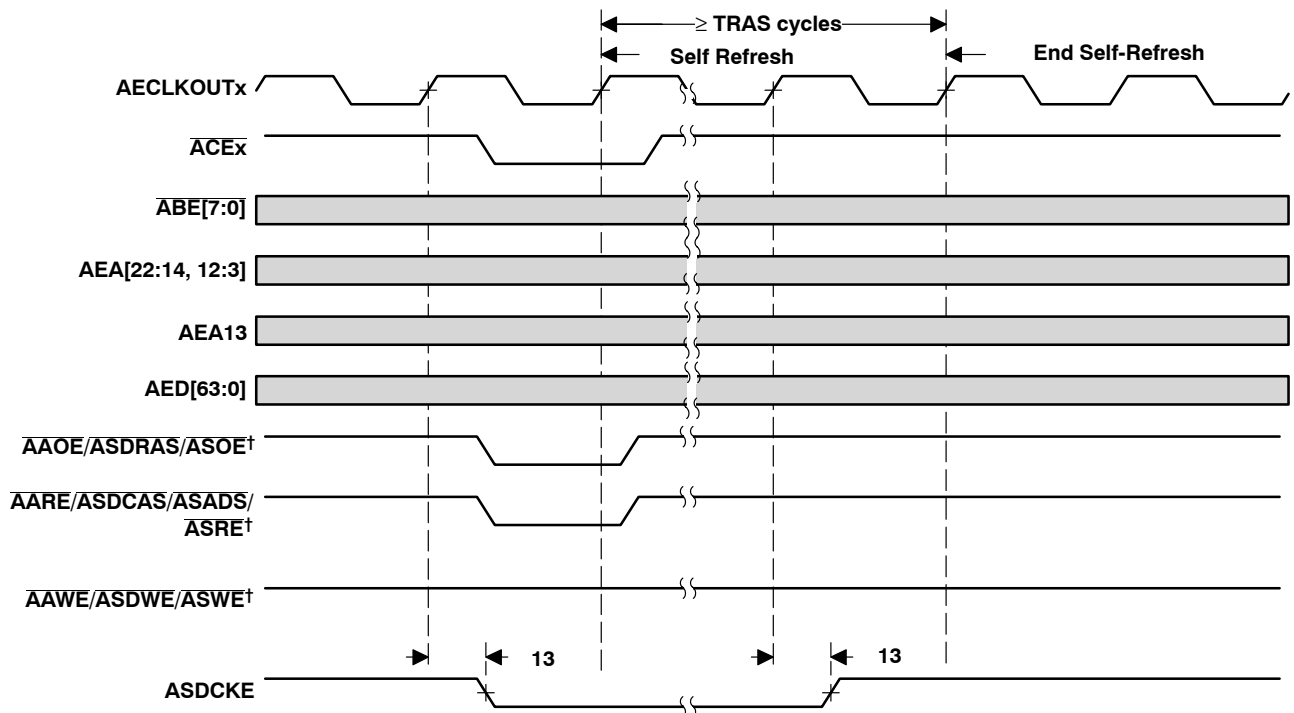 ≥ TRAS cycles
Self Refresh
End Self-Refresh
AECLKOUTx
ACEx
ABE[7:0]
AEA[22:14, 12:3]
AEA13
AED[63:0]
AAOE/ASDRAS/ASOE†
AARE/ASDCAS/ASADS/
ASRE†
AAWE/ASDWE/ASWE†
13
13
ASDCKE